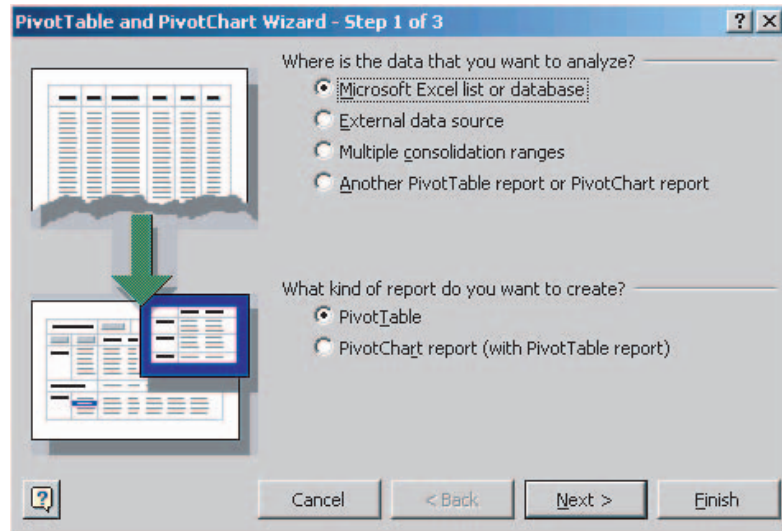 PivotTable and PivotChart Wizard - Step 1 of 3
Where is the data that you want to analyze?
Microsoft Excel list or database
External data source
Multiple consolidation ranges
Another PivotTable report or PivotChart report
What kind of report do you want to create?
PivotTable
PivotChart report (with PivotTable report)
Cancel
< Back
Next >
Finish